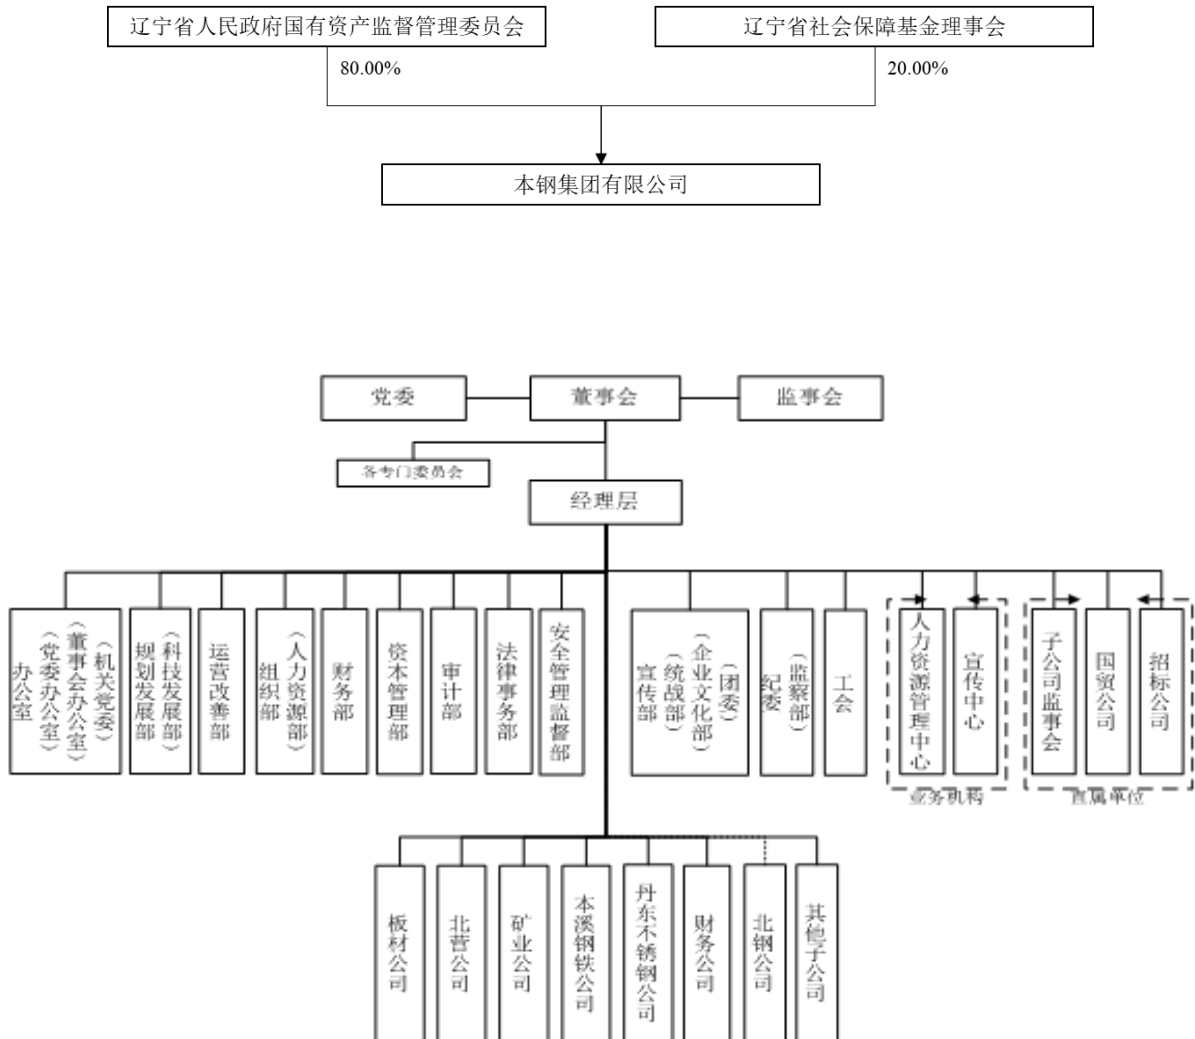 辽宁省人民政府国有资产监督管理委员会
辽宁省社会保障基金理事会
80.00%
20.00%
本钢集团有限公司
党委
董事会
监事会
各专门委员会
经理层
办公室
（党委办公室）
（董事会办公室）
（机关党委）
规划发展部
（科技发展部）
运营改善部
组织部
（人力资源部）
财务部
资本管理部
审计部
法律事务部
安全管理监督部
宣传部
（统战部）
（企业文化部）
（团委）
纪委
（监察部）
工会
人力资源管理中心
宣传中心
子公司监事会
国贸公司
招标公司
业务机构
直属单位
板材公司
北营公司
矿业公司
本溪钢铁公司
丹东不锈钢公司
财务公司
北钢公司
其他子公司